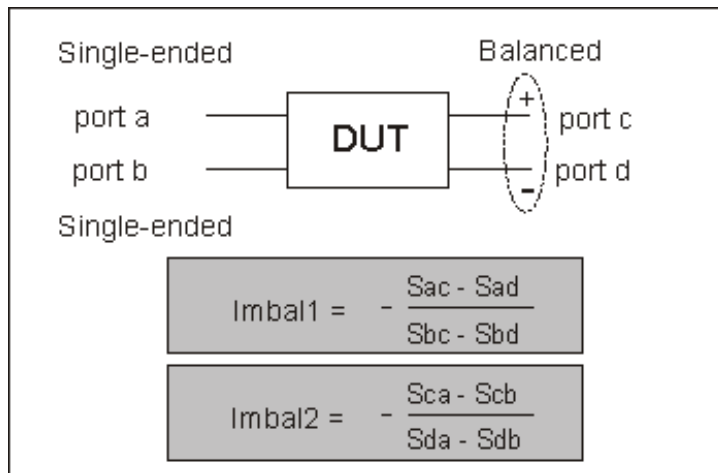 Single-ended Balanced
port a + port c
DUT
port b - port d
Single-ended
Imbal1 = - Sac - Sad
Sbc - Sbd
Imbal2 = - Sca - Scb
Sda - Sdb